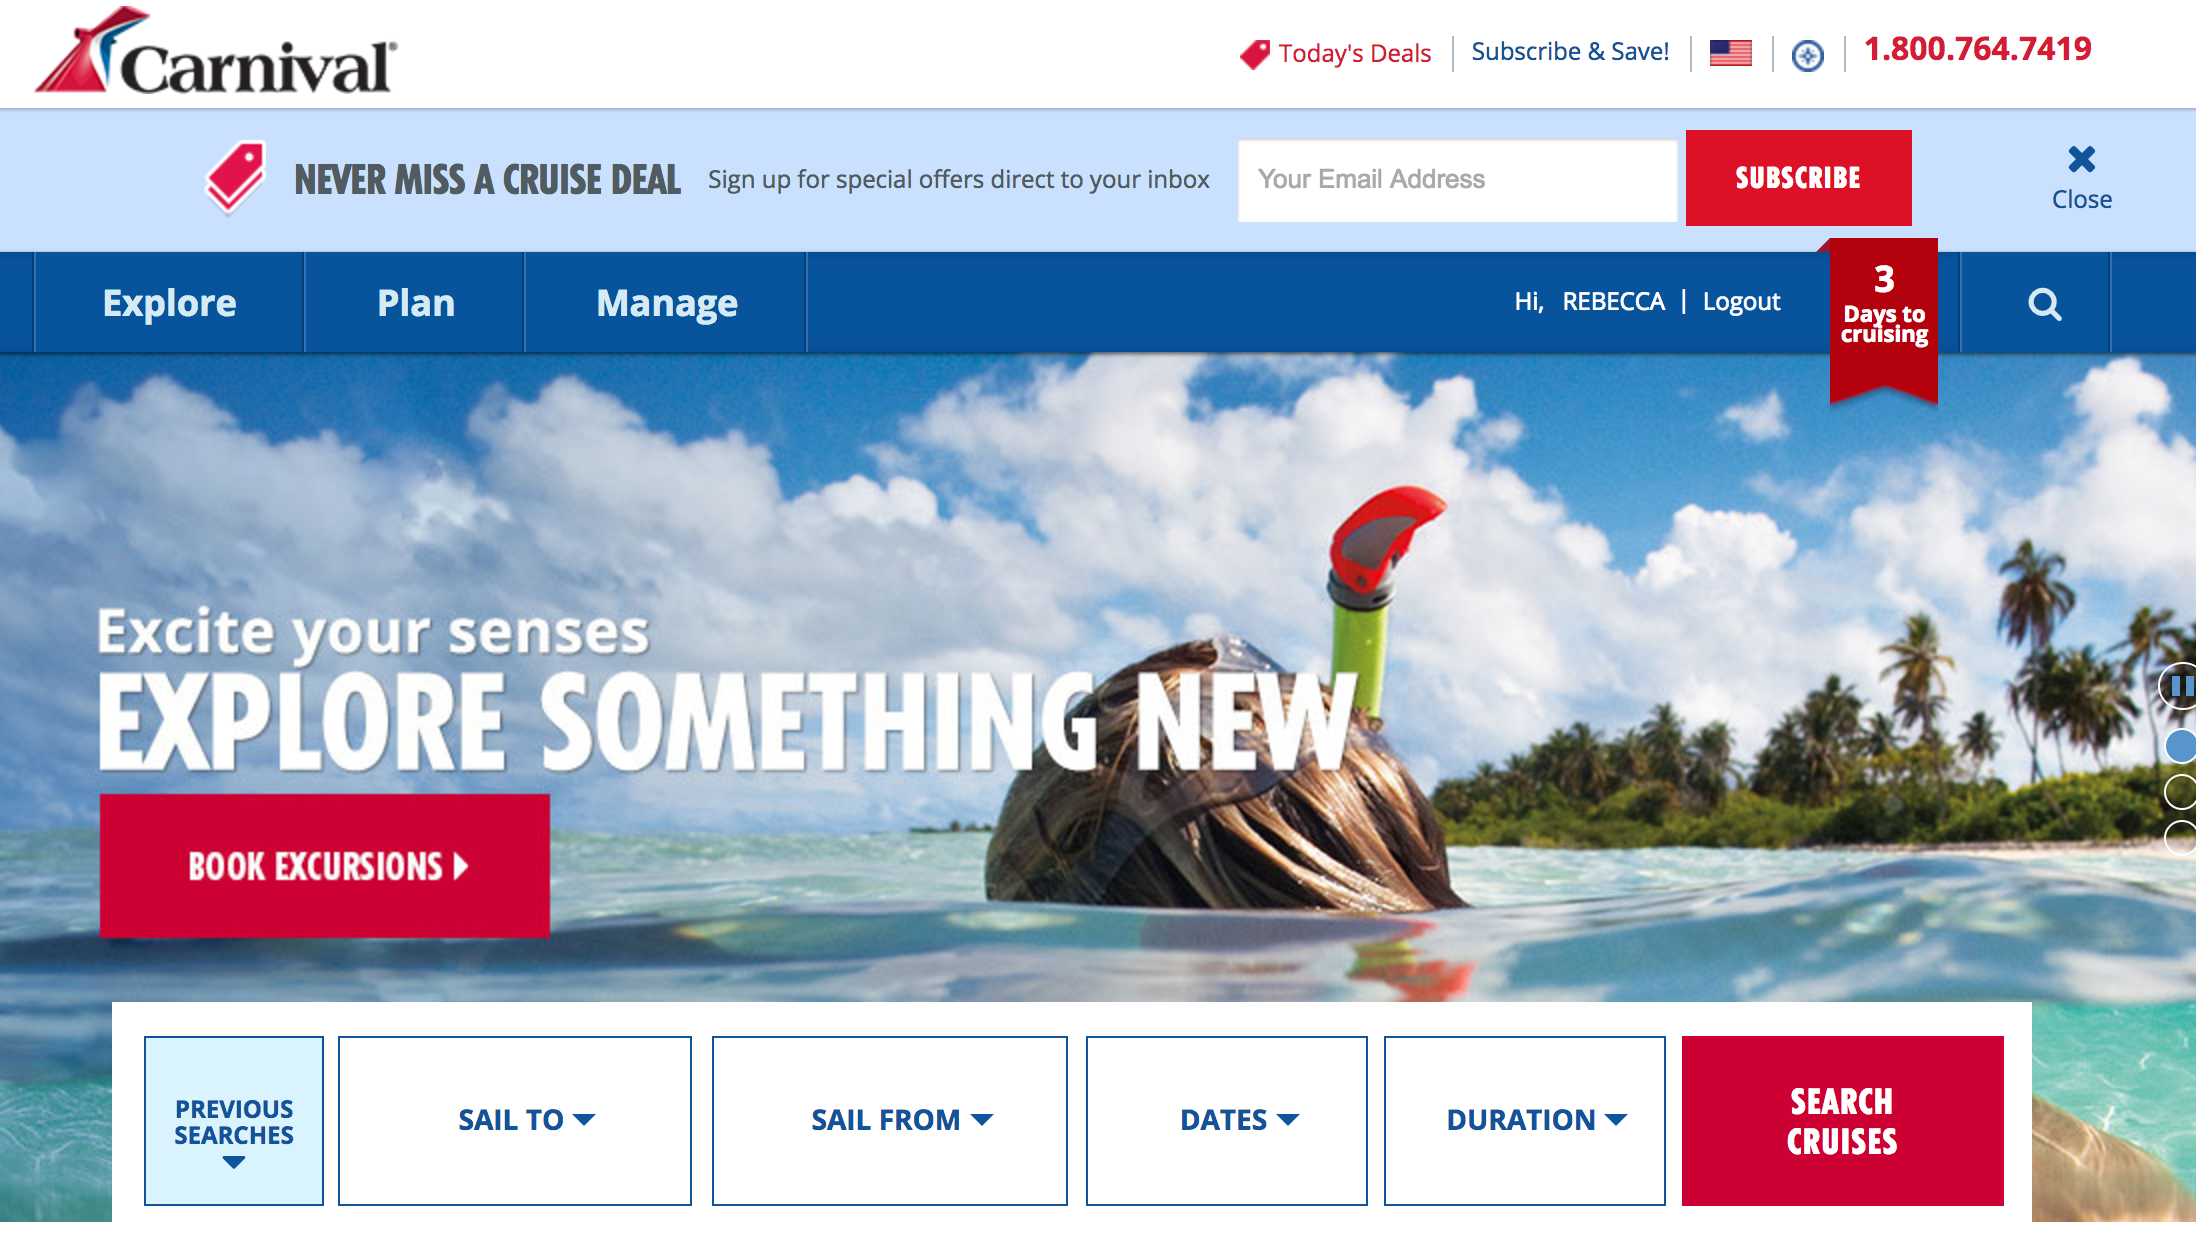 Carnival
Today's Deals
Subscribe & Save!
1.800.764.7419
NEVER MISS A CRUISE DEAL
Sign up for special offers direct to your inbox
Your Email Address
SUBSCRIBE
Close
Explore
Plan
Manage
Hi, REBECCA | Logout
3
Days to
cruising
Excite your senses
EXPLORE SOMETHING NEW
BOOK EXCURSIONS
PREVIOUS
SEARCHES
SAIL TO
SAIL FROM
DATES
DURATION
SEARCH
CRUISES